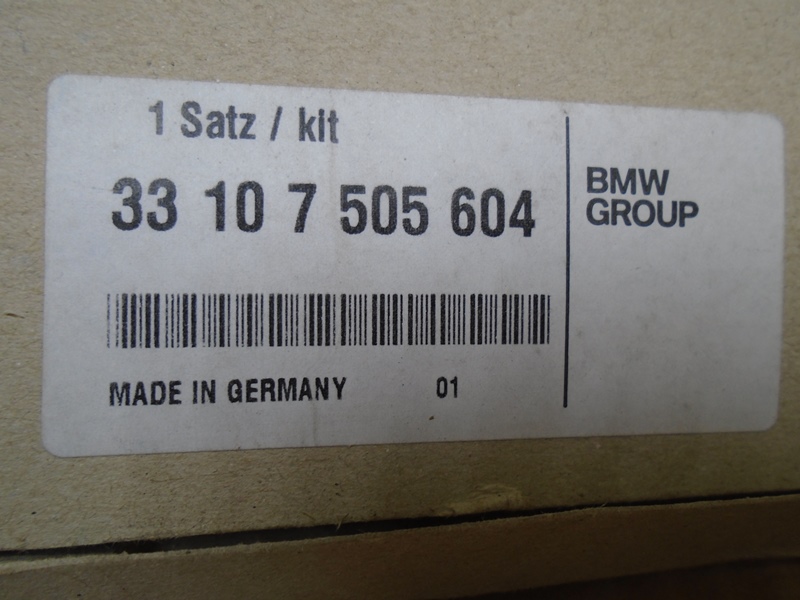 1 Satz / kit
33 10 7 505 604
BMW
GROUP
MADE IN GERMANY 01